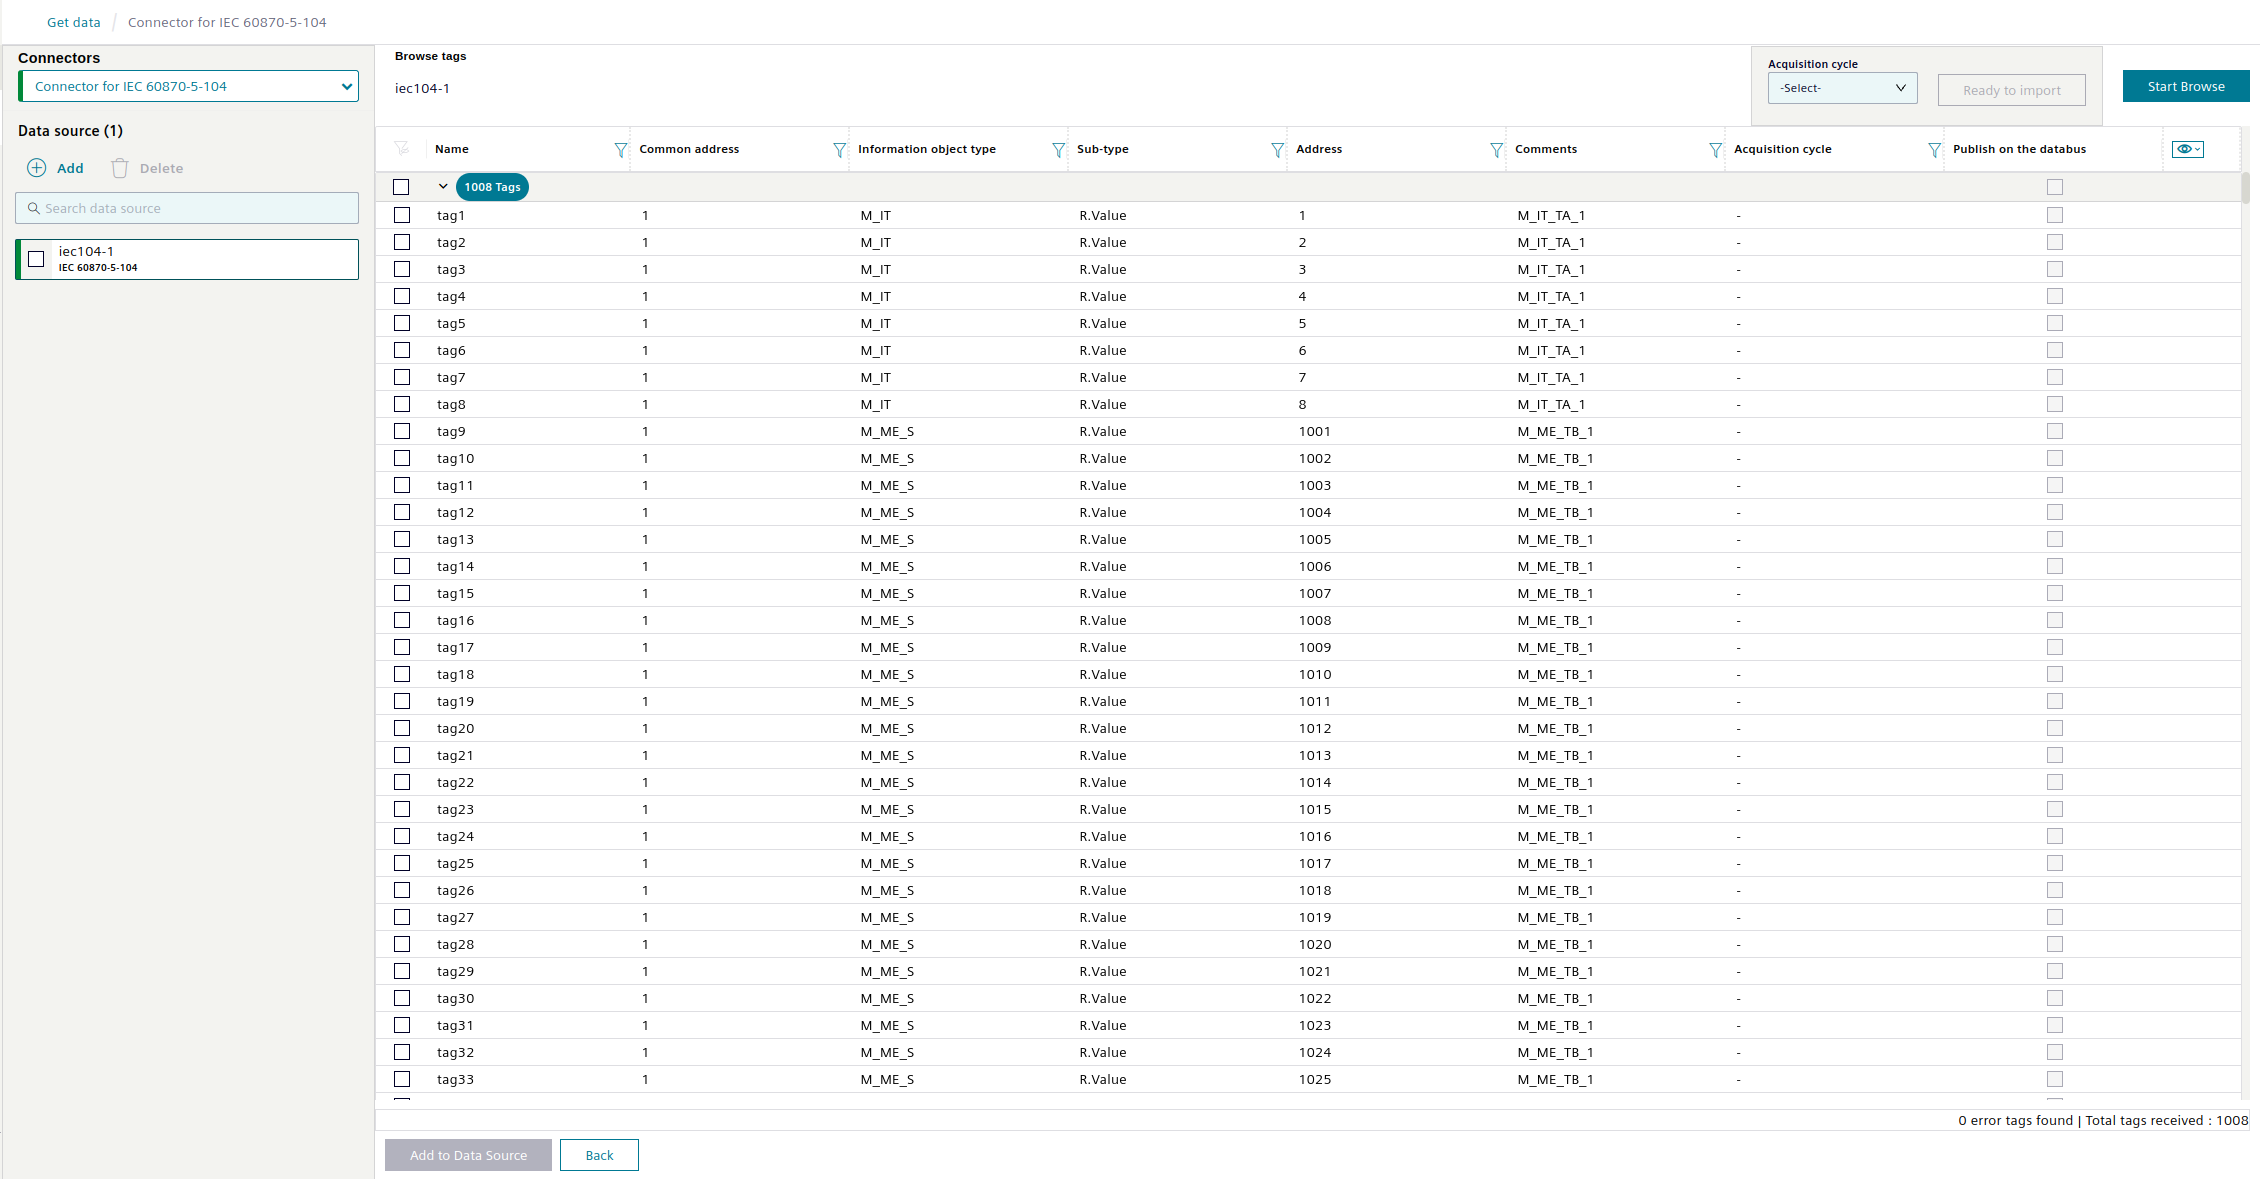 Get data / Connector for IEC 60870-5-104
Connectors
Connector for IEC 60870-5-104
Data source (1)
Add Delete
Search data source
iec104-1
IEC 60870-5-104
Browse tags
iec104-1
Acquisition cycle
-Select-
Ready to import
Start Browse
Name Common address Information object type Sub-type Address Comments Acquisition cycle Publish on the databus
1008 Tags
tag1 1 M_IT R.Value 1 M_IT_TA_1 -
tag2 1 M_IT R.Value 2 M_IT_TA_1 -
tag3 1 M_IT R.Value 3 M_IT_TA_1 -
tag4 1 M_IT R.Value 4 M_IT_TA_1 -
tag5 1 M_IT R.Value 5 M_IT_TA_1 -
tag6 1 M_IT R.Value 6 M_IT_TA_1 -
tag7 1 M_IT R.Value 7 M_IT_TA_1 -
tag8 1 M_IT R.Value 8 M_IT_TA_1 -
tag9 1 M_ME_S R.Value 1001 M_ME_TB_1 -
tag10 1 M_ME_S R.Value 1002 M_ME_TB_1 -
tag11 1 M_ME_S R.Value 1003 M_ME_TB_1 -
tag12 1 M_ME_S R.Value 1004 M_ME_TB_1 -
tag13 1 M_ME_S R.Value 1005 M_ME_TB_1 -
tag14 1 M_ME_S R.Value 1006 M_ME_TB_1 -
tag15 1 M_ME_S R.Value 1007 M_ME_TB_1 -
tag16 1 M_ME_S R.Value 1008 M_ME_TB_1 -
tag17 1 M_ME_S R.Value 1009 M_ME_TB_1 -
tag18 1 M_ME_S R.Value 1010 M_ME_TB_1 -
tag19 1 M_ME_S R.Value 1011 M_ME_TB_1 -
tag20 1 M_ME_S R.Value 1012 M_ME_TB_1 -
tag21 1 M_ME_S R.Value 1013 M_ME_TB_1 -
tag22 1 M_ME_S R.Value 1014 M_ME_TB_1 -
tag23 1 M_ME_S R.Value 1015 M_ME_TB_1 -
tag24 1 M_ME_S R.Value 1016 M_ME_TB_1 -
tag25 1 M_ME_S R.Value 1017 M_ME_TB_1 -
tag26 1 M_ME_S R.Value 1018 M_ME_TB_1 -
tag27 1 M_ME_S R.Value 1019 M_ME_TB_1 -
tag28 1 M_ME_S R.Value 1020 M_ME_TB_1 -
tag29 1 M_ME_S R.Value 1021 M_ME_TB_1 -
tag30 1 M_ME_S R.Value 1022 M_ME_TB_1 -
tag31 1 M_ME_S R.Value 1023 M_ME_TB_1 -
tag32 1 M_ME_S R.Value 1024 M_ME_TB_1 -
tag33 1 M_ME_S R.Value 1025 M_ME_TB_1 -
0 error tags found | Total tags received : 1008
Add to Data Source Back